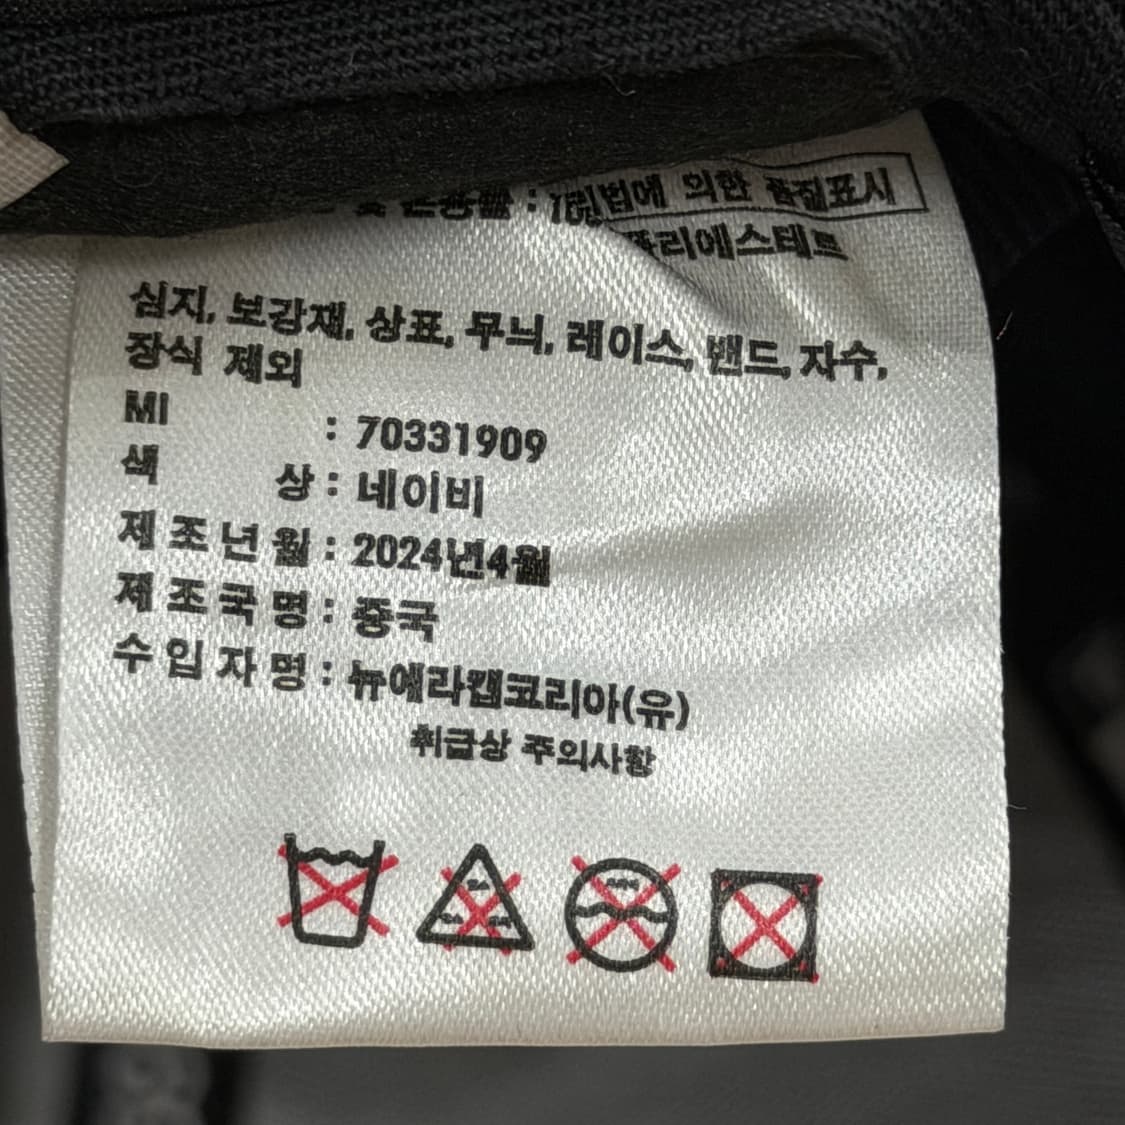 의한 품질표시
폴리에스테르
심지, 보강재, 상표, 무늬, 레이스, 밴드, 자수,
장식 제외
MI : 70331909
색 상 : 네이비
제조년월 : 2024년4월
제조국명 : 중국
수입자명 : 뉴에라캡코리아(유)
취급상 주의사항